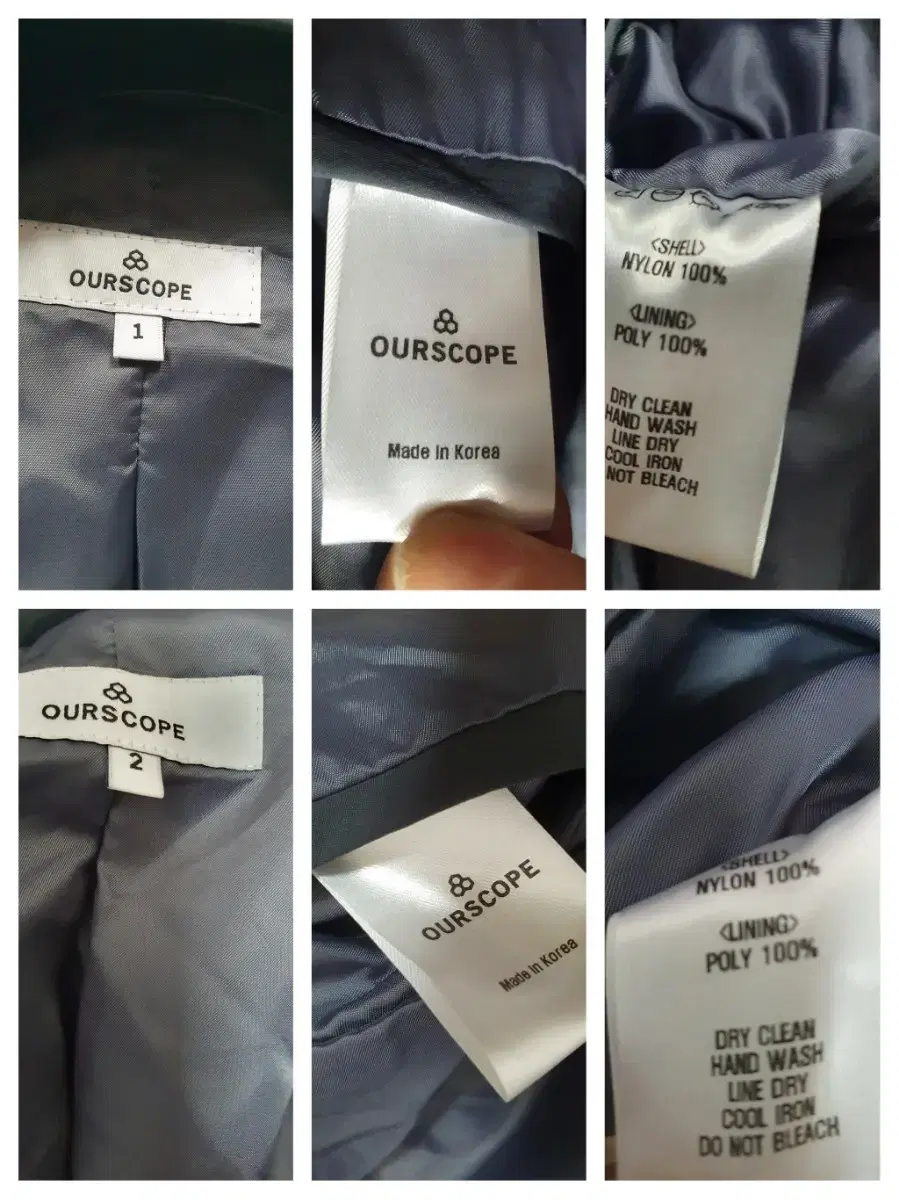 OURSCOPE
1
OURSCOPE
Made in Korea
<SHELL>
NYLON 100%
<LINING>
POLY 100%
DRY CLEAN
HAND WASH
LINE DRY
COOL IRON
NOT BLEACH
OURSCOPE
2
OURSCOPE
Made in Korea
<SHELL>
NYLON 100%
<LINING>
POLY 100%
DRY CLEAN
HAND WASH
LINE DRY
COOL IRON
DO NOT BLEACH